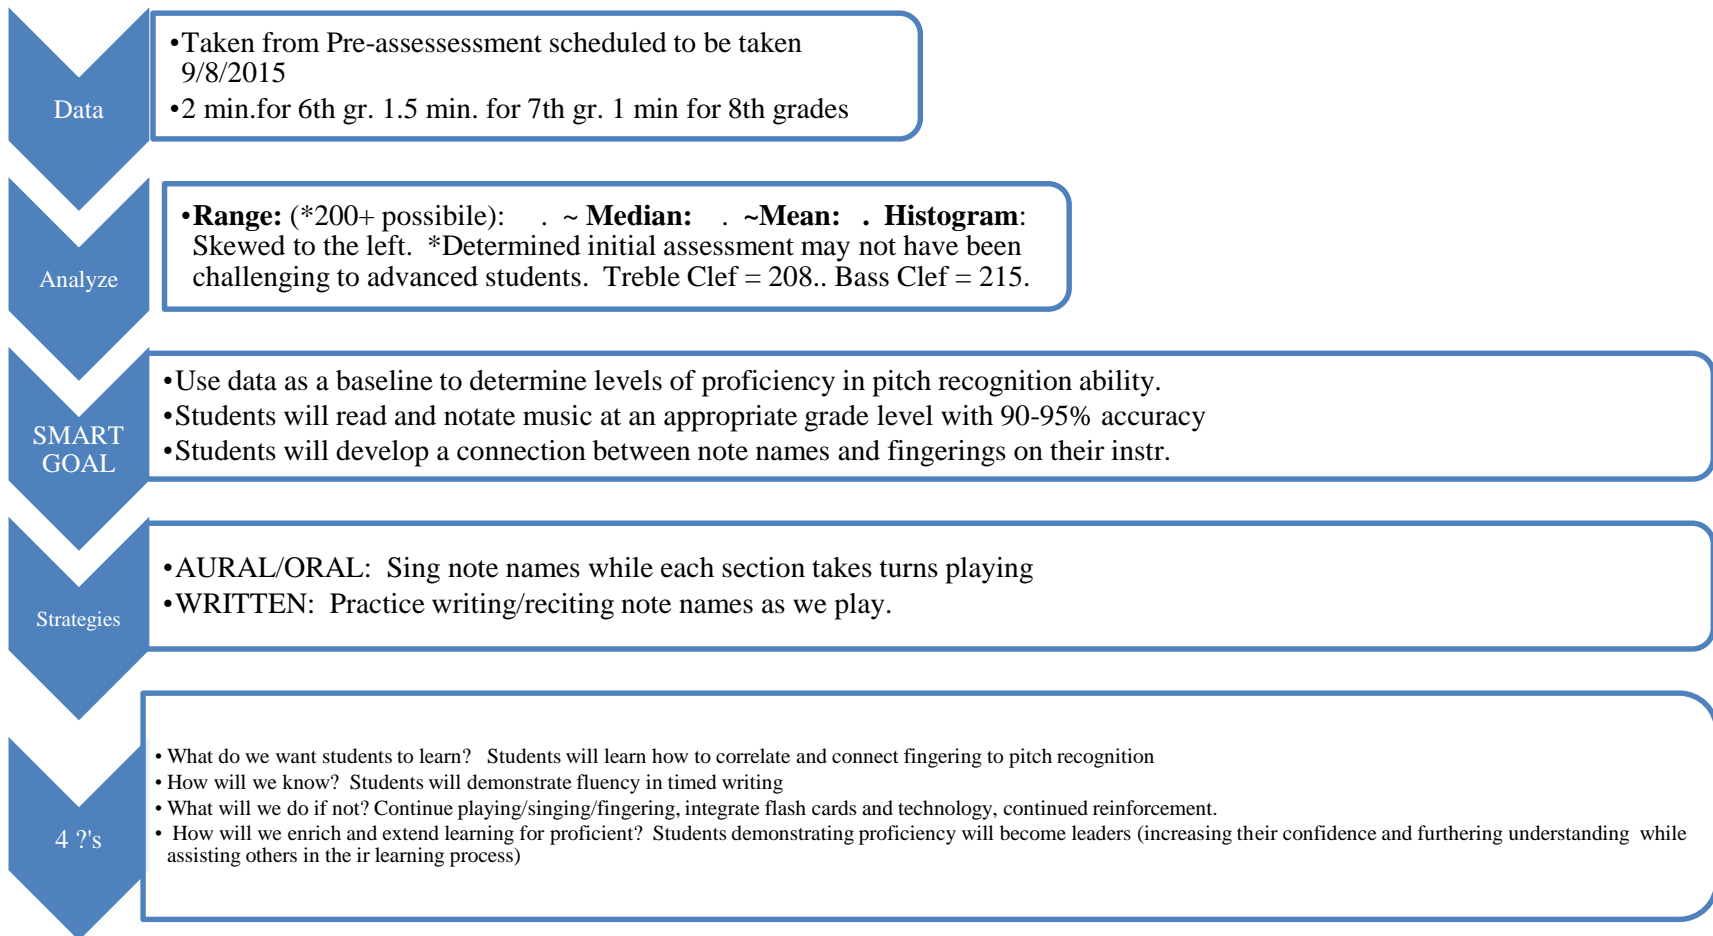 Data
•Taken from Pre-assessessment scheduled to be taken
9/8/2015
•2 min.for 6th gr. 1.5 min. for 7th gr. 1 min for 8th grades
Analyze
•Range: (*200+ possibile):    . ~ Median:    . ~Mean:   .  Histogram:
Skewed to the left.  *Determined initial assessment may not have been
challenging to advanced students.  Treble Clef = 208.. Bass Clef = 215.
SMART
GOAL
•Use data as a baseline to determine levels of proficiency in pitch recognition ability.
•Students will read and notate music at an appropriate grade level with 90-95% accuracy
•Students will develop a connection between note names and fingerings on their instr.
Strategies
•AURAL/ORAL:  Sing note names while each section takes turns playing
•WRITTEN:  Practice writing/reciting note names as we play.
4 ?'s
• What do we want students to learn?   Students will learn how to correlate and connect fingering to pitch recognition
• How will we know?  Students will demonstrate fluency in timed writing
• What will we do if not? Continue playing/singing/fingering, integrate flash cards and technology, continued reinforcement.
•  How will we enrich and extend learning for proficient?  Students demonstrating proficiency will become leaders (increasing their confidence and furthering understanding  while
assisting others in the ir learning process)